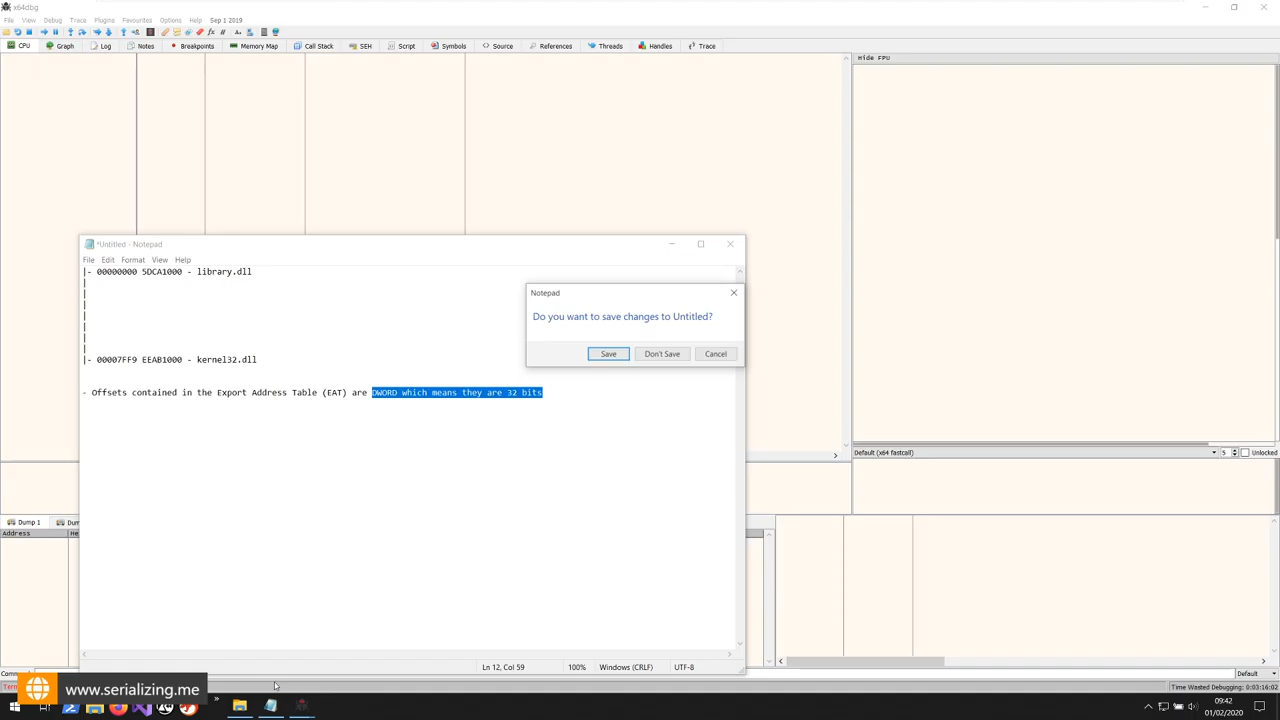 x64dbg
File View Debug Trace Plugins Favourites Options Help Sep 1 2019
CPU Graph Log Notes Breakpoints Memory Map Call Stack SEH Script Symbols Source References Threads Handles Trace
Hide FPU
*Untitled - Notepad
File Edit Format View Help
|- 00000000 5DCA1000 - library.dll
|
|
|
|
|
|
|
|- 00007FF9 EEAB1000 - kernel32.dll
- Offsets contained in the Export Address Table (EAT) are DWORD which means they are 32 bits
Notepad
Do you want to save changes to Untitled?
Save Don't Save Cancel
Default (x64 fastcall) 5 Unlocked
Dump 1
Address
Ln 12, Col 59 100% Windows (CRLF) UTF-8
Default
Time Wasted Debugging: 0:03:16:02
www.serializing.me
09:42
01/02/2020